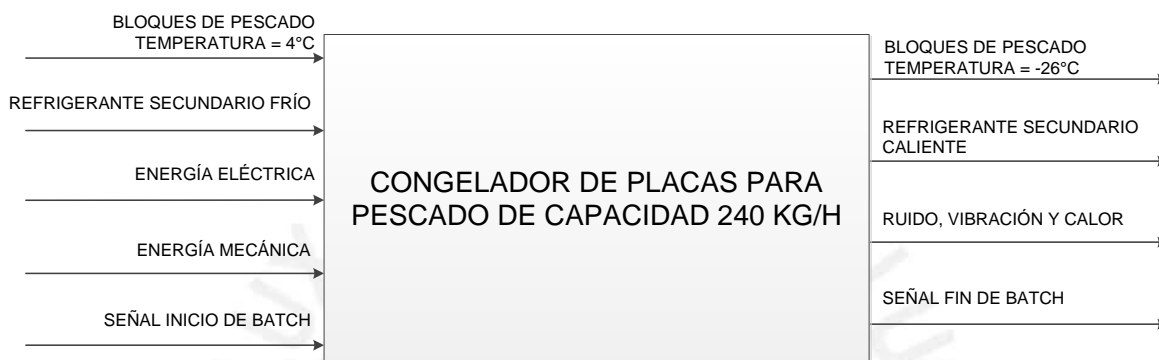 BLOQUES DE PESCADO
TEMPERATURA = 4°C
REFRIGERANTE SECUNDARIO FRÍO
ENERGÍA ELÉCTRICA
ENERGÍA MECÁNICA
SEÑAL INICIO DE BATCH
CONGELADOR DE PLACAS PARA
PESCADO DE CAPACIDAD 240 KG/H
BLOQUES DE PESCADO
TEMPERATURA = -26°C
REFRIGERANTE SECUNDARIO
CALIENTE
RUIDO, VIBRACIÓN Y CALOR
SEÑAL FIN DE BATCH